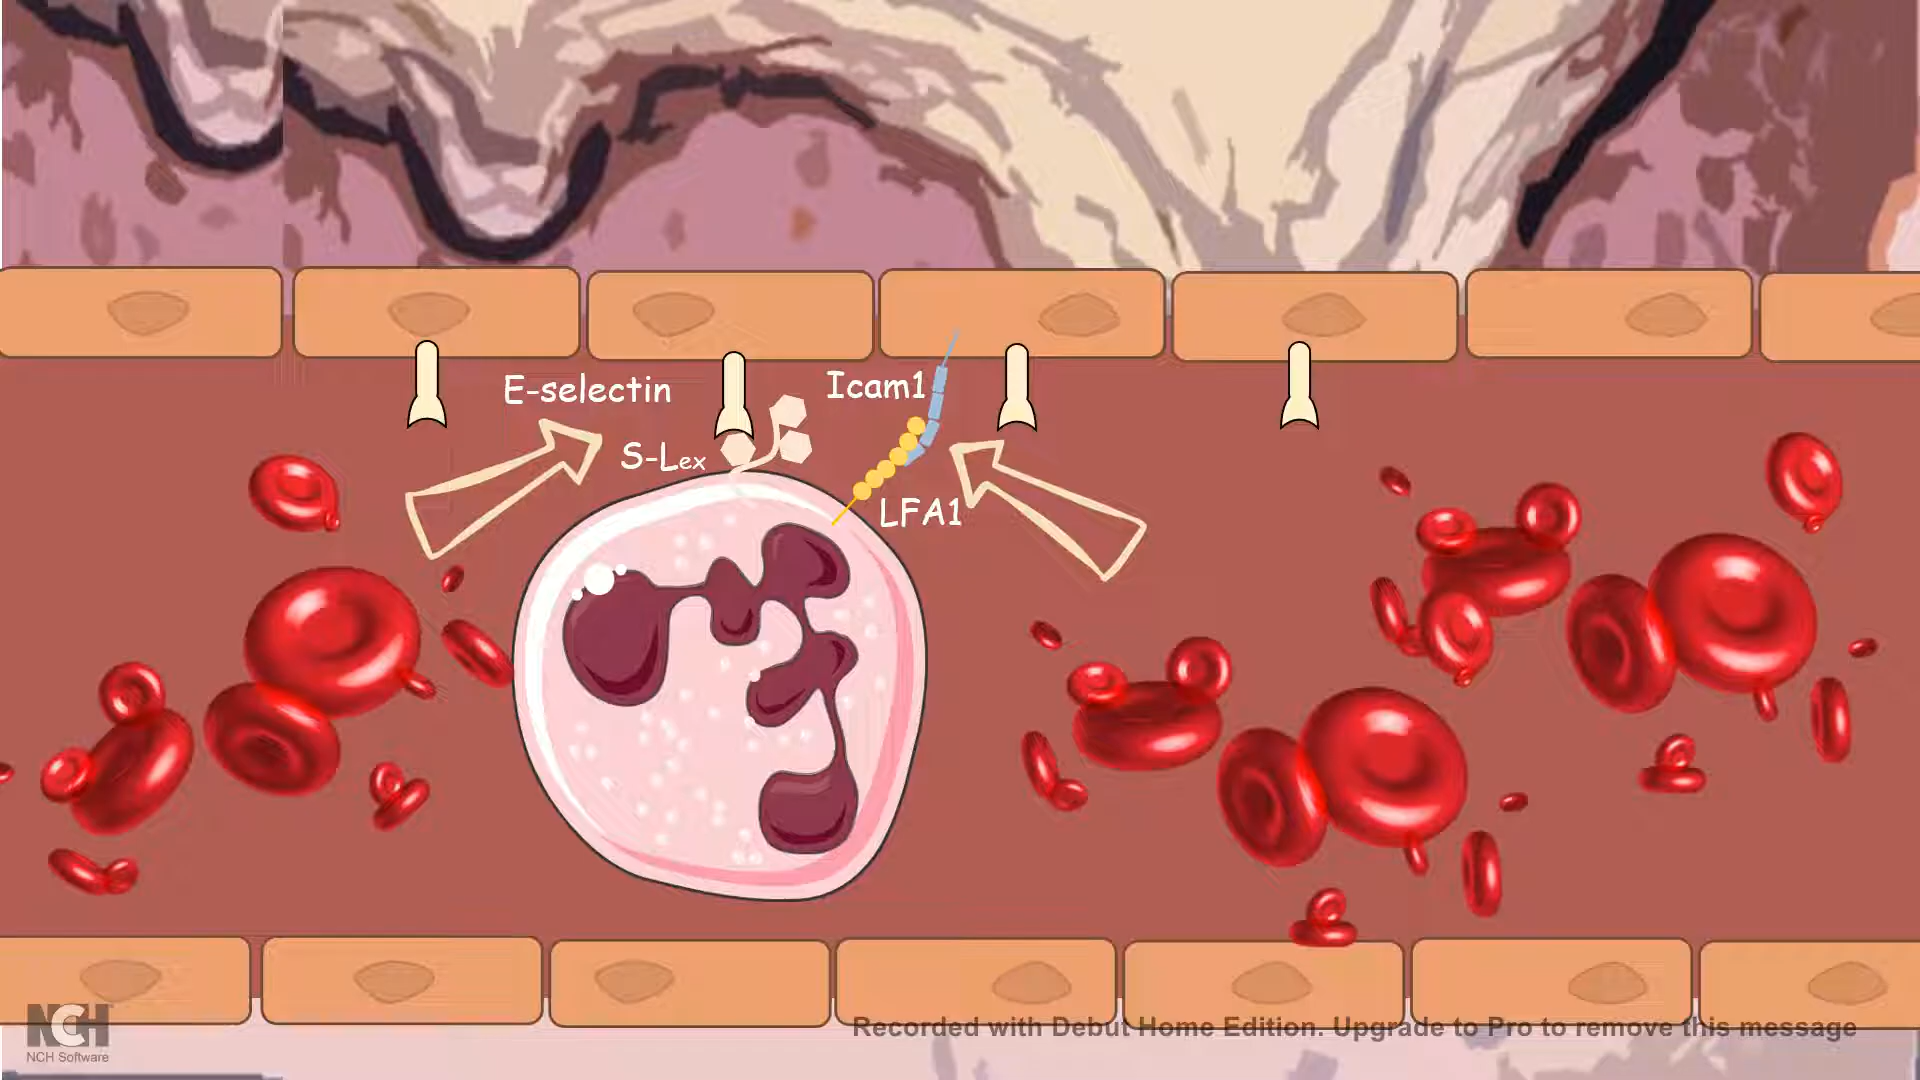 E-selectin
Icam1
S-Lex
LFA1
NCH
NCH Software
Recorded with Debut Home Edition. Upgrade to Pro to remove this message